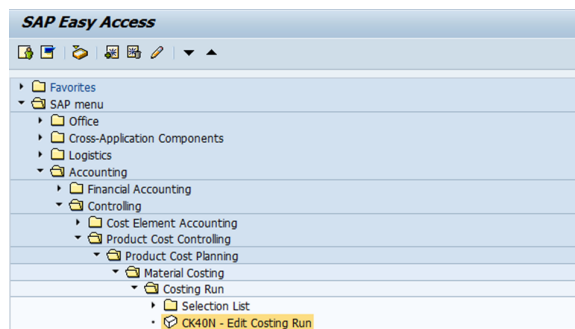 SAP Easy Access
Favorites
SAP menu
Office
Cross-Application Components
Logistics
Accounting
Financial Accounting
Controlling
Cost Element Accounting
Product Cost Controlling
Product Cost Planning
Material Costing
Costing Run
Selection List
CK40N - Edit Costing Run